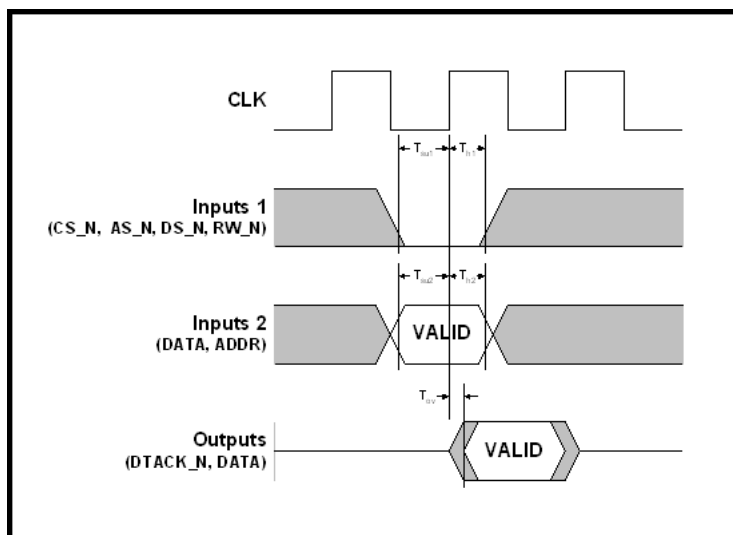 CLK
Tsu1
Th1
Inputs 1
(CS_N, AS_N, DS_N, RW_N)
Tsu2
Th2
Inputs 2
(DATA, ADDR)
VALID
Tov
Outputs
(DTACK_N, DATA)
VALID